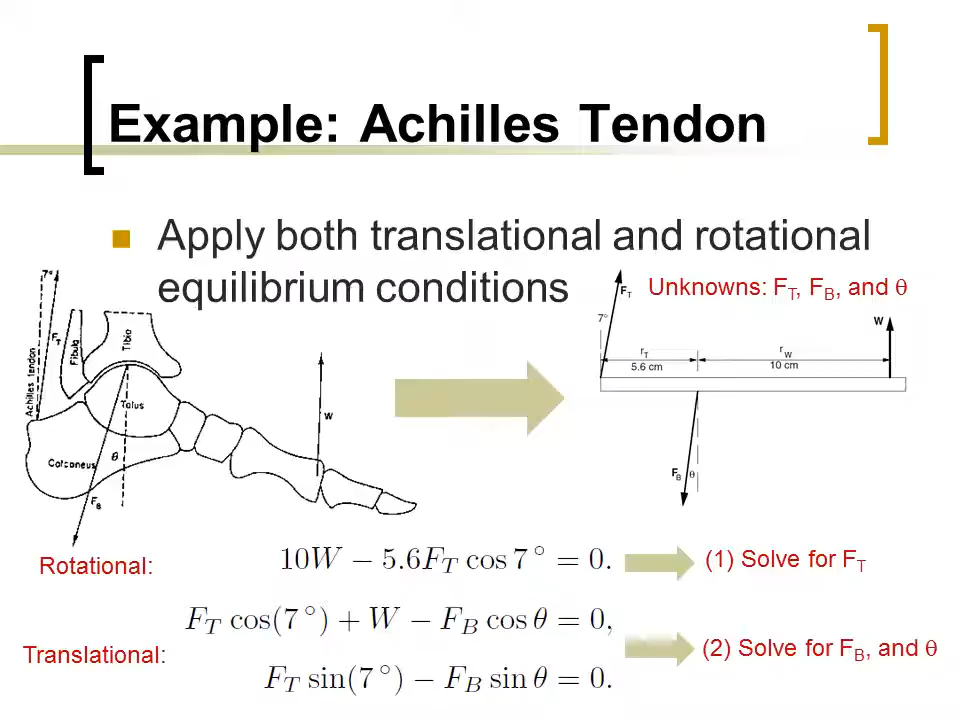 Example: Achilles Tendon
Apply both translational and rotational
equilibrium conditions
Unknowns: F_T, F_B, and θ
7°
F_T
Achilles tendon
Fibula
Tibia
Talus
Calcaneus
θ
F_B
W
F_T
7°
W
r_T
5.6 cm
r_W
10 cm
F_B
θ
Rotational:
10W − 5.6F_T cos 7° = 0.
(1) Solve for F_T
Translational:
F_T cos(7°) + W − F_B cos θ = 0,
F_T sin(7°) − F_B sin θ = 0.
(2) Solve for F_B, and θ